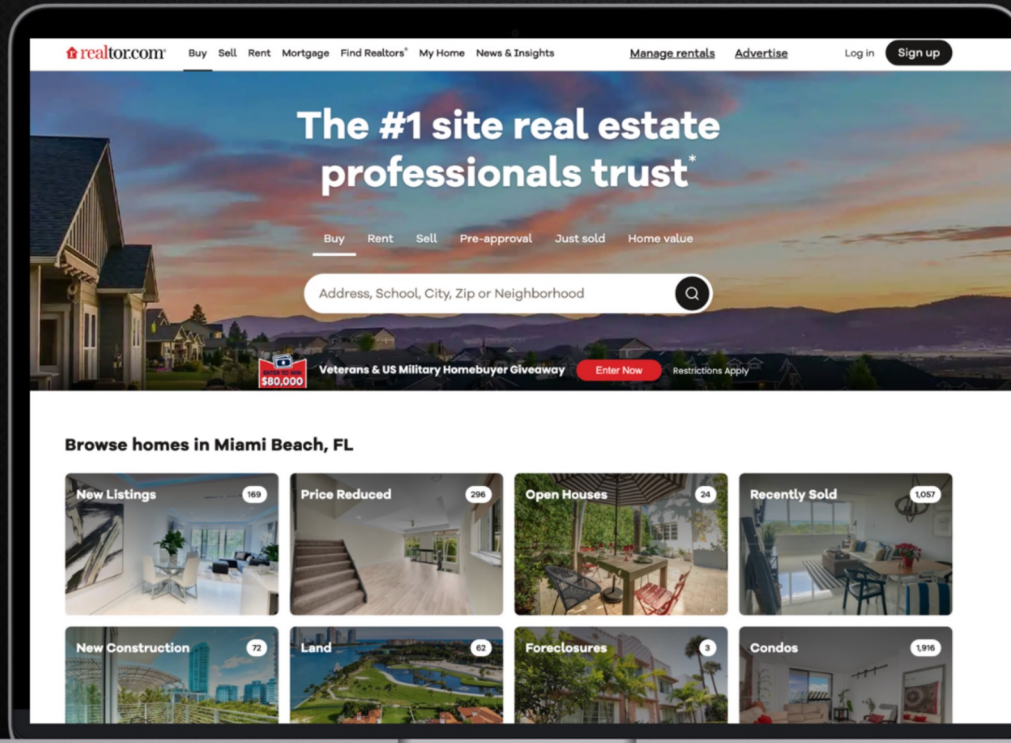 realtor.com® Buy Sell Rent Mortgage Find Realtors® My Home News & Insights Manage rentals Advertise Log in Sign up
The #1 site real estate
professionals trust*
Buy Rent Sell Pre-approval Just sold Home value
Address, School, City, Zip or Neighborhood
ENTER TO WIN
$80,000
Veterans & US Military Homebuyer Giveaway Enter Now Restrictions Apply
Browse homes in Miami Beach, FL
New Listings 169 Price Reduced 296 Open Houses 24 Recently Sold 1,057
New Construction 72 Land 62 Foreclosures 3 Condos 1,916